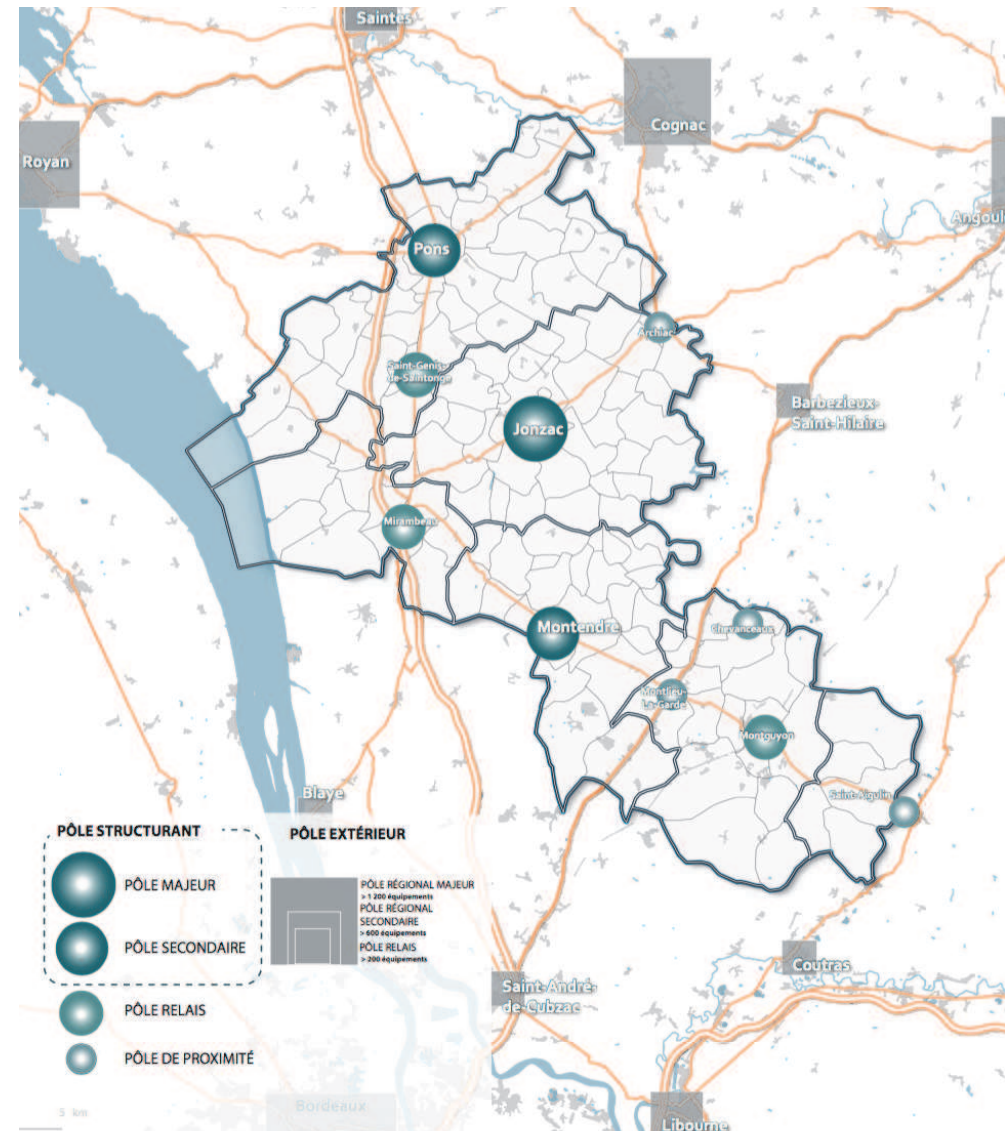 Saintes
Cognac
Royan
Angoul
Pons
Archiac
Saint-Genis-
de-Saintonge
Jonzac
Barbezieux-
Saint-Hilaire
Mirambeau
Montendre
Chevanceaux
Montlieu-
La-Garde
Montguyon
Saint-Aigulin
Blaye
PÔLE STRUCTURANT
PÔLE MAJEUR
PÔLE SECONDAIRE
PÔLE RELAIS
PÔLE DE PROXIMITÉ
PÔLE EXTÉRIEUR
PÔLE RÉGIONAL MAJEUR
> 1 200 équipements
PÔLE RÉGIONAL
SECONDAIRE
> 600 équipements
PÔLE RELAIS
> 200 équipements
Coutras
Saint-André-
de-Cubzac
Bordeaux
Libourne
5 km